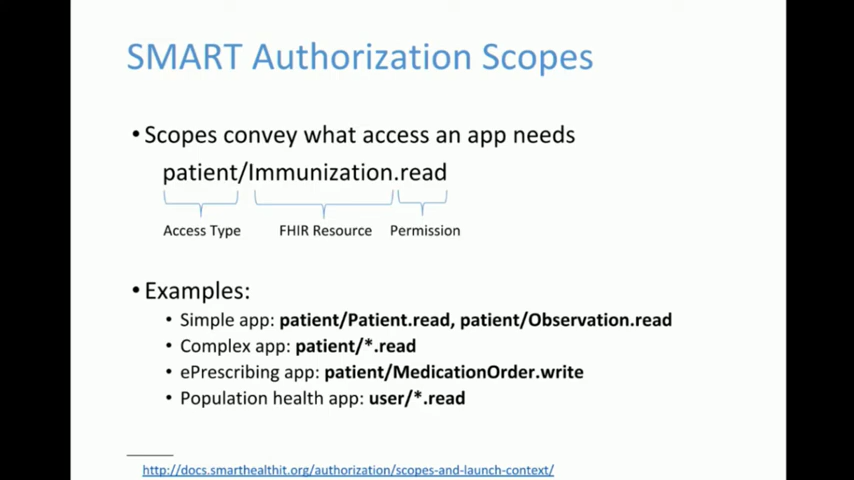 SMART Authorization Scopes
• Scopes convey what access an app needs
patient/Immunization.read
Access Type FHIR Resource Permission
• Examples:
• Simple app: patient/Patient.read, patient/Observation.read
• Complex app: patient/*.read
• ePrescribing app: patient/MedicationOrder.write
• Population health app: user/*.read
http://docs.smarthealthit.org/authorization/scopes-and-launch-context/